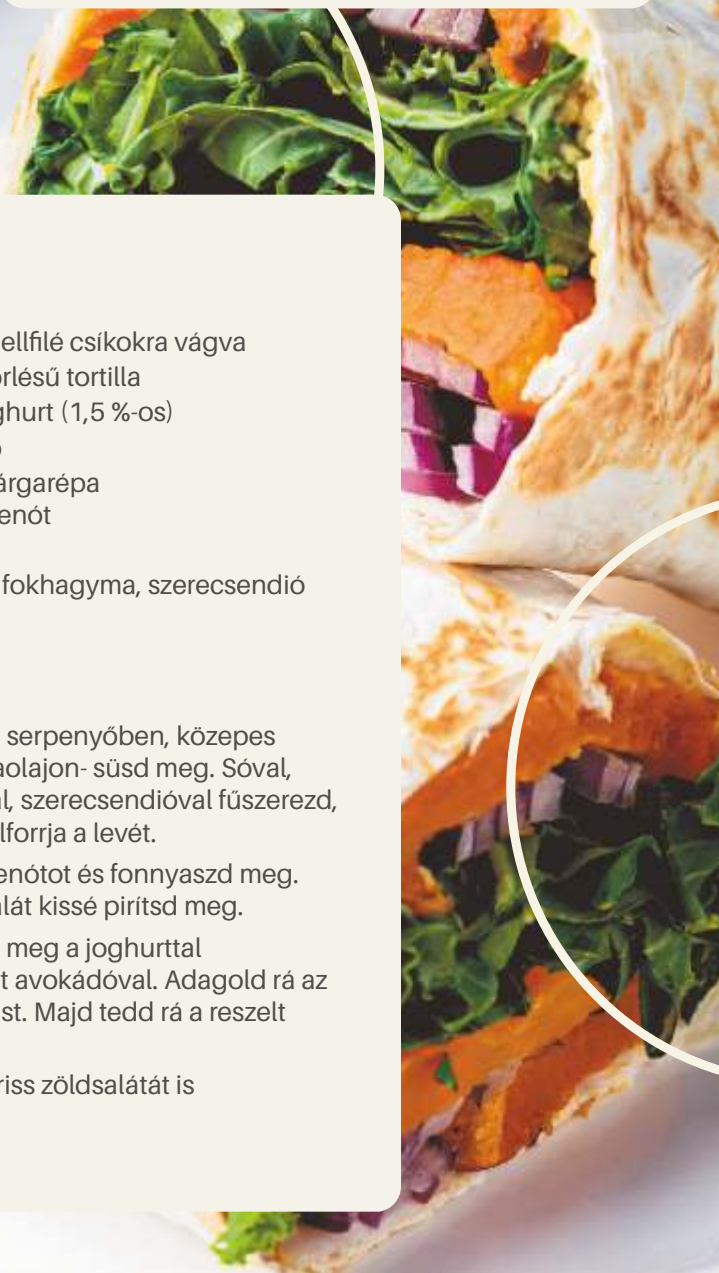 ellfilé csíkokra vágva
rlésű tortilla
ghurt (1,5 %-os)
árgarépa
enót
fokhagyma, szerecsendió
serpenyőben, közepes
aolajon- süsd meg. Sóval,
l, szerecsendióval fűszerezd,
lforrja a levét.
enótot és fonnyaszd meg.
alát kissé pirítsd meg.
meg a joghurttal
t avokádóval. Adagold rá az
st. Majd tedd rá a reszelt
riss zöldsalátát is